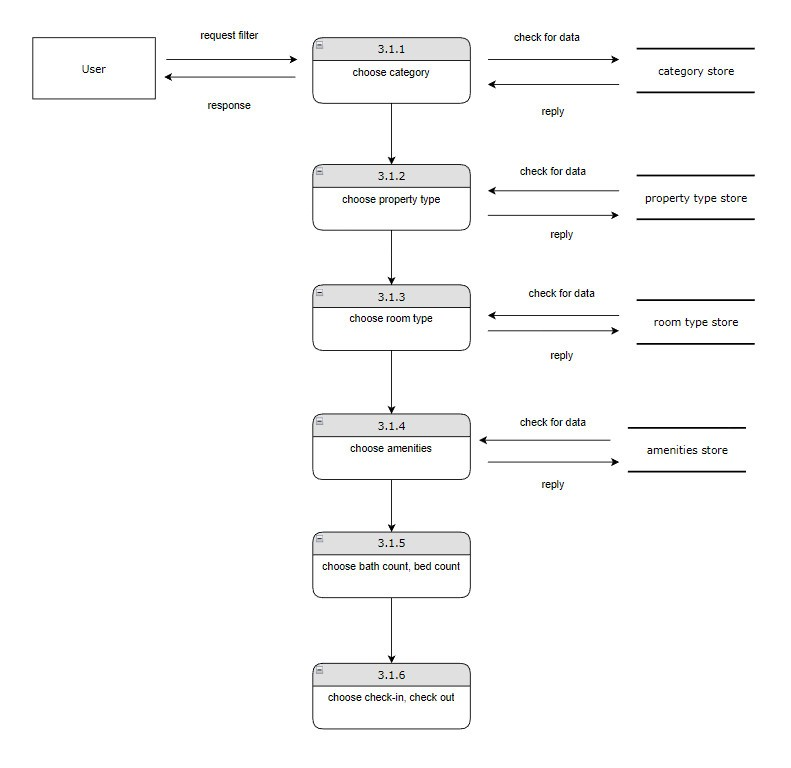 request filter
check for data
3.1.1
User
choose category
category store
response
reply
check for data
3.1.2
choose property type
property type store
reply
check for data
3.1.3
choose room type
room type store
reply
check for data
3.1.4
choose amenities
amenities store
reply
3.1.5
choose bath count, bed count
3.1.6
choose check-in, check out